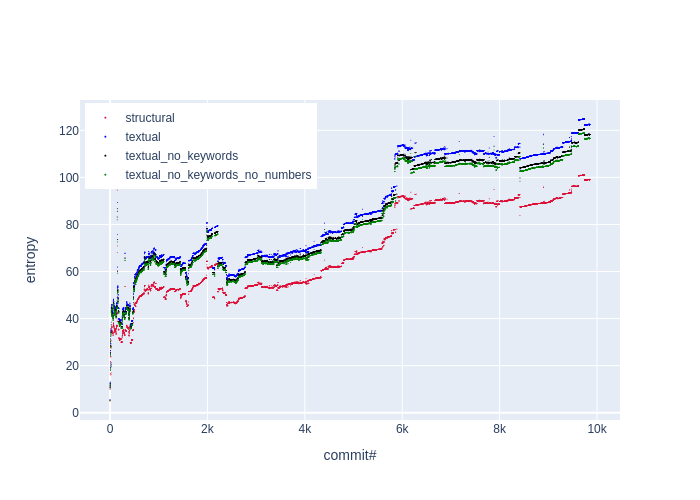 structural
textual
textual_no_keywords
textual_no_keywords_no_numbers
entropy
120
100
80
60
40
20
0
0
2k
4k
6k
8k
10k
commit#